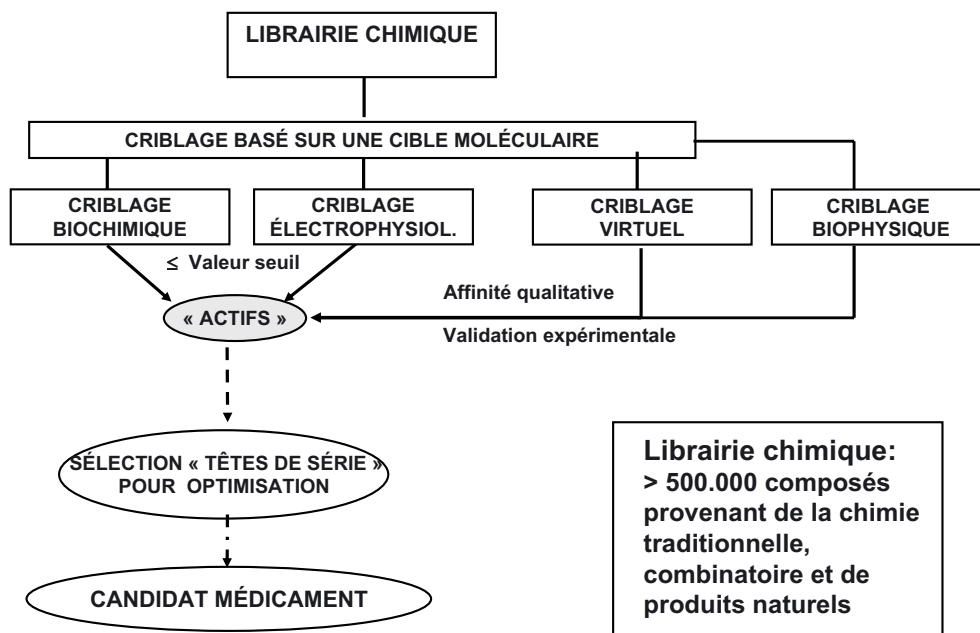 LIBRAIRIE CHIMIQUE
CRIBLAGE BASÉ SUR UNE CIBLE MOLÉCULAIRE
CRIBLAGE
BIOCHIMIQUE
CRIBLAGE
ÉLECTROPHYSIOL.
CRIBLAGE
VIRTUEL
CRIBLAGE
BIOPHYSIQUE
≤ Valeur seuil
Affinité qualitative
« ACTIFS »
Validation expérimentale
SÉLECTION « TÊTES DE SÉRIE »
POUR OPTIMISATION
CANDIDAT MÉDICAMENT
Librairie chimique:
> 500.000 composés
provenant de la chimie
traditionnelle,
combinatoire et de
produits naturels